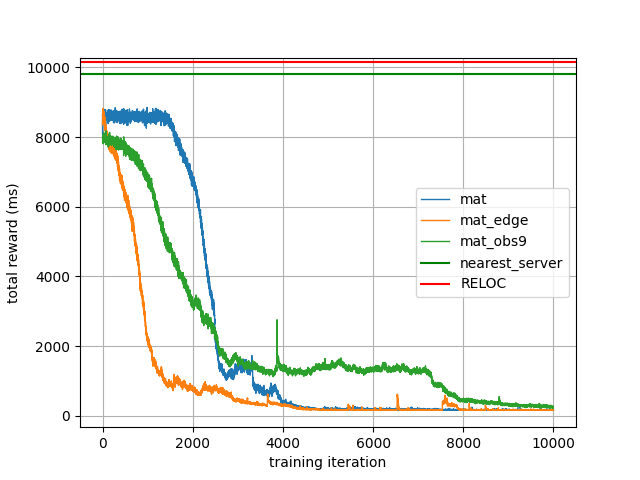 10000
8000
6000
4000
2000
0
total reward (ms)
mat
mat_edge
mat_obs9
nearest_server
RELOC
0 2000 4000 6000 8000 10000
training iteration